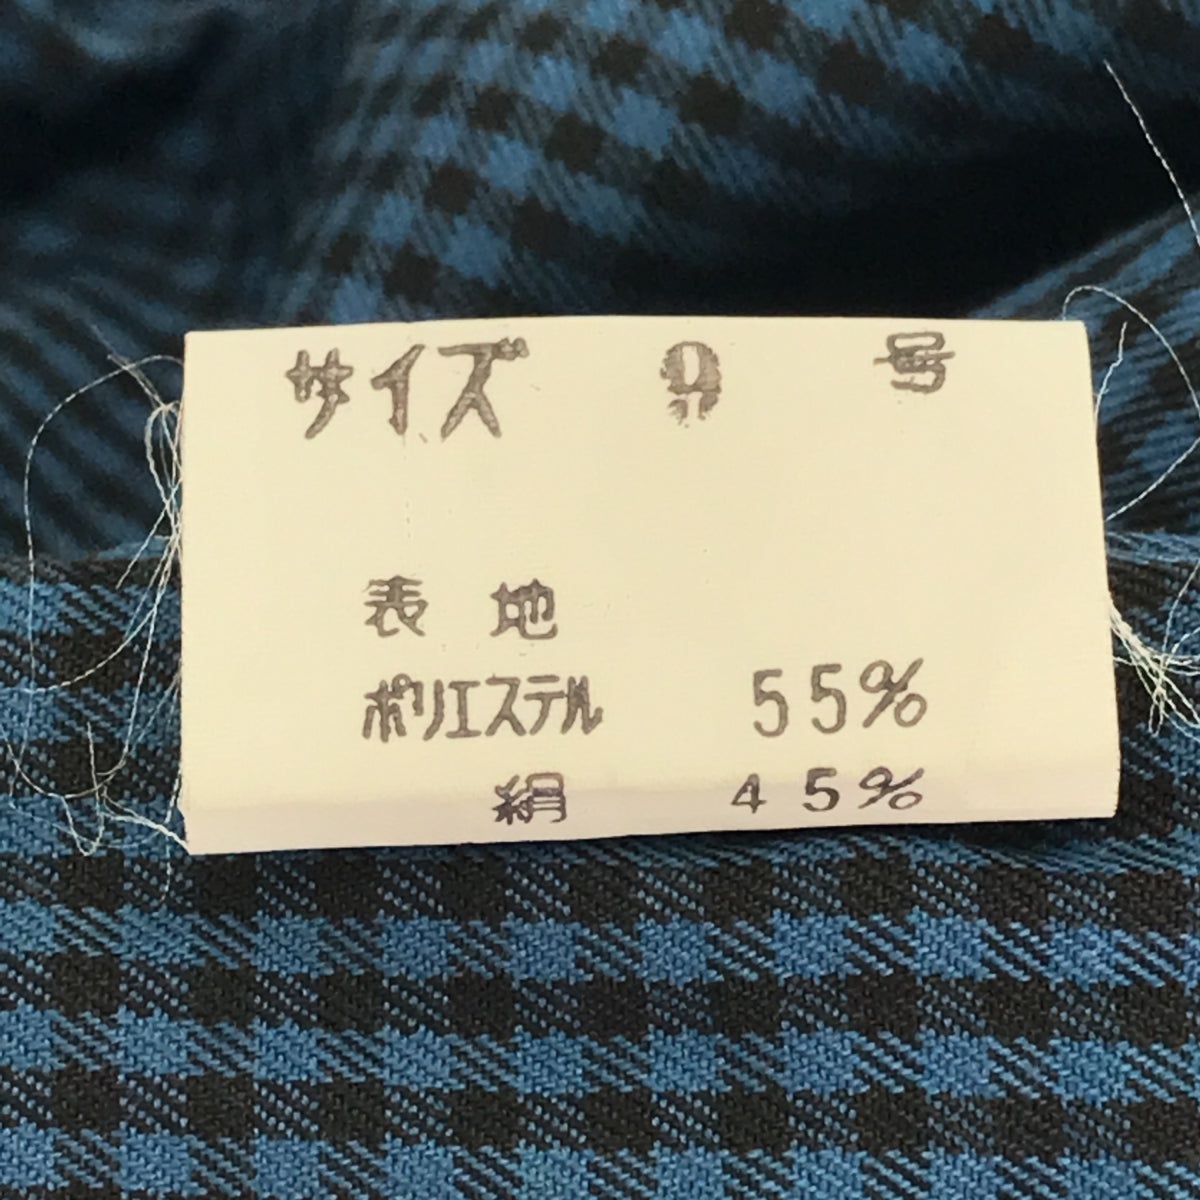 サイズ 9 号
表 地
ポリエステル 55%
絹 45%